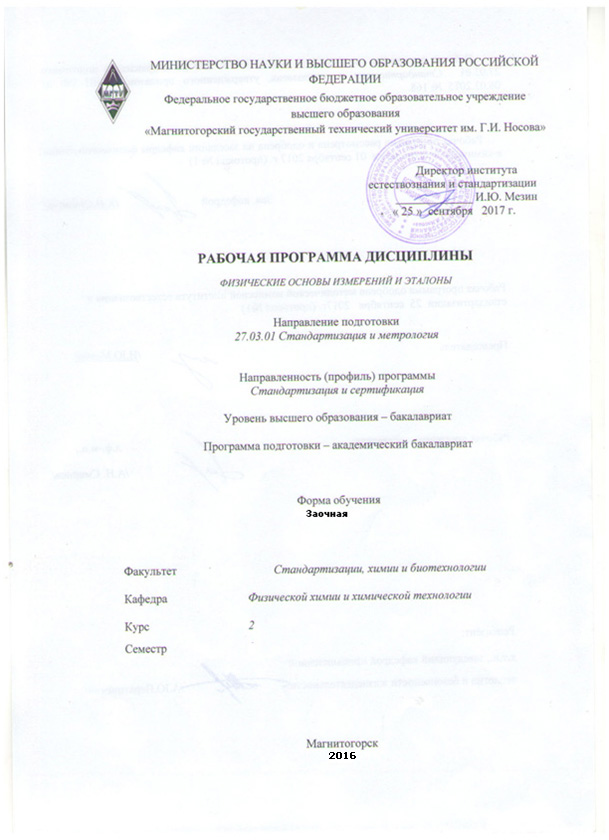 МИНИСТЕРСТВО НАУКИ И ВЫСШЕГО ОБРАЗОВАНИЯ РОССИЙСКОЙ
ФЕДЕРАЦИИ
Федеральное государственное бюджетное образовательное учреждение
высшего образования
«Магнитогорский государственный технический университет им. Г.И. Носова»
Директор института
естествознания и стандартизации
И.Ю. Мезин
« 25 » сентября 2017 г.
РАБОЧАЯ ПРОГРАММА ДИСЦИПЛИНЫ
ФИЗИЧЕСКИЕ ОСНОВЫ ИЗМЕРЕНИЙ И ЭТАЛОНЫ
Направление подготовки
27.03.01 Стандартизация и метрология
Направленность (профиль) программы
Стандартизация и сертификация
Уровень высшего образования – бакалавриат
Программа подготовки – академический бакалавриат
Форма обучения
Заочная
Факультет Стандартизации, химии и биотехнологии
Кафедра Физической химии и химической технологии
Курс 2
Семестр
Магнитогорск
2016